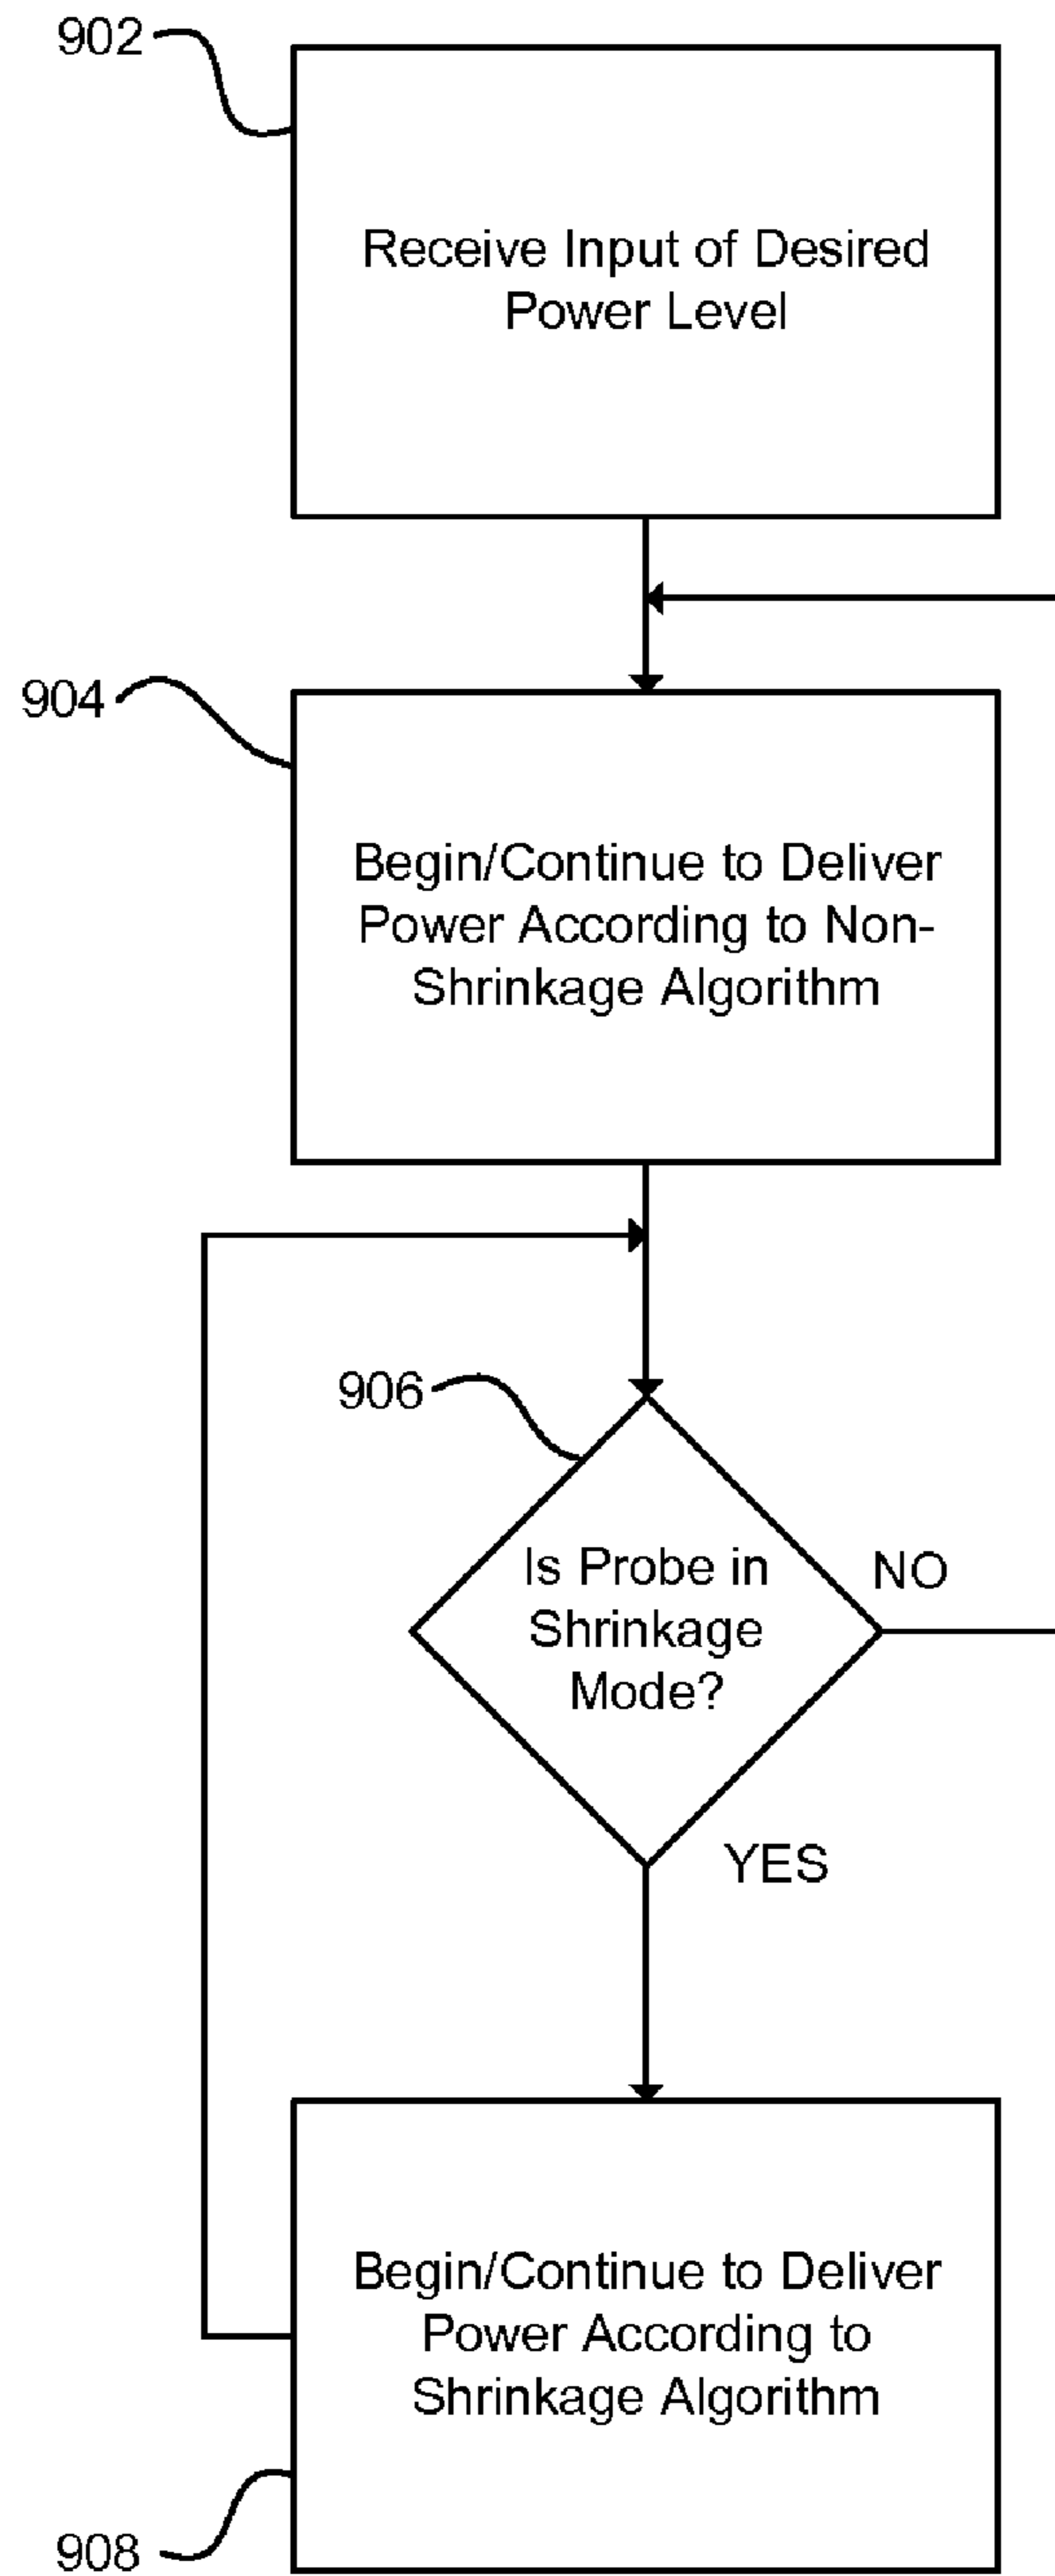 902
Receive Input of Desired
Power Level
904
Begin/Continue to Deliver
Power According to Non-
Shrinkage Algorithm
906
Is Probe in
Shrinkage
Mode?
NO
YES
Begin/Continue to Deliver
Power According to
Shrinkage Algorithm
908